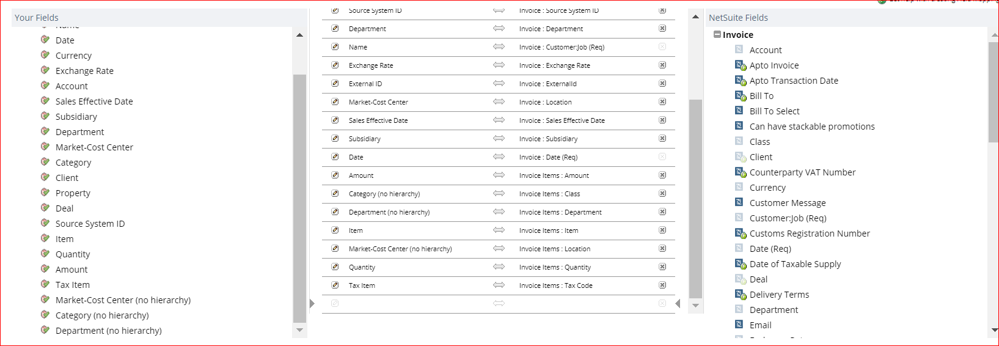 Your Fields
Name
Date
Currency
Exchange Rate
Account
Sales Effective Date
Subsidiary
Department
Market-Cost Center
Category
Client
Property
Deal
Source System ID
Item
Quantity
Amount
Tax Item
Market-Cost Center (no hierarchy)
Category (no hierarchy)
Department (no hierarchy)
Source System ID Invoice : Source System ID
Department Invoice : Department
Name Invoice : Customer:Job (Req)
Exchange Rate Invoice : Exchange Rate
External ID Invoice : ExternalId
Market-Cost Center Invoice : Location
Sales Effective Date Invoice : Sales Effective Date
Subsidiary Invoice : Subsidiary
Date Invoice : Date (Req)
Amount Invoice Items : Amount
Category (no hierarchy) Invoice Items : Class
Department (no hierarchy) Invoice Items : Department
Item Invoice Items : Item
Market-Cost Center (no hierarchy) Invoice Items : Location
Quantity Invoice Items : Quantity
Tax Item Invoice Items : Tax Code
NetSuite Fields
Invoice
Account
Apto Invoice
Apto Transaction Date
Bill To
Bill To Select
Can have stackable promotions
Class
Client
Counterparty VAT Number
Currency
Customer Message
Customer:Job (Req)
Customs Registration Number
Date (Req)
Date of Taxable Supply
Deal
Delivery Terms
Department
Email